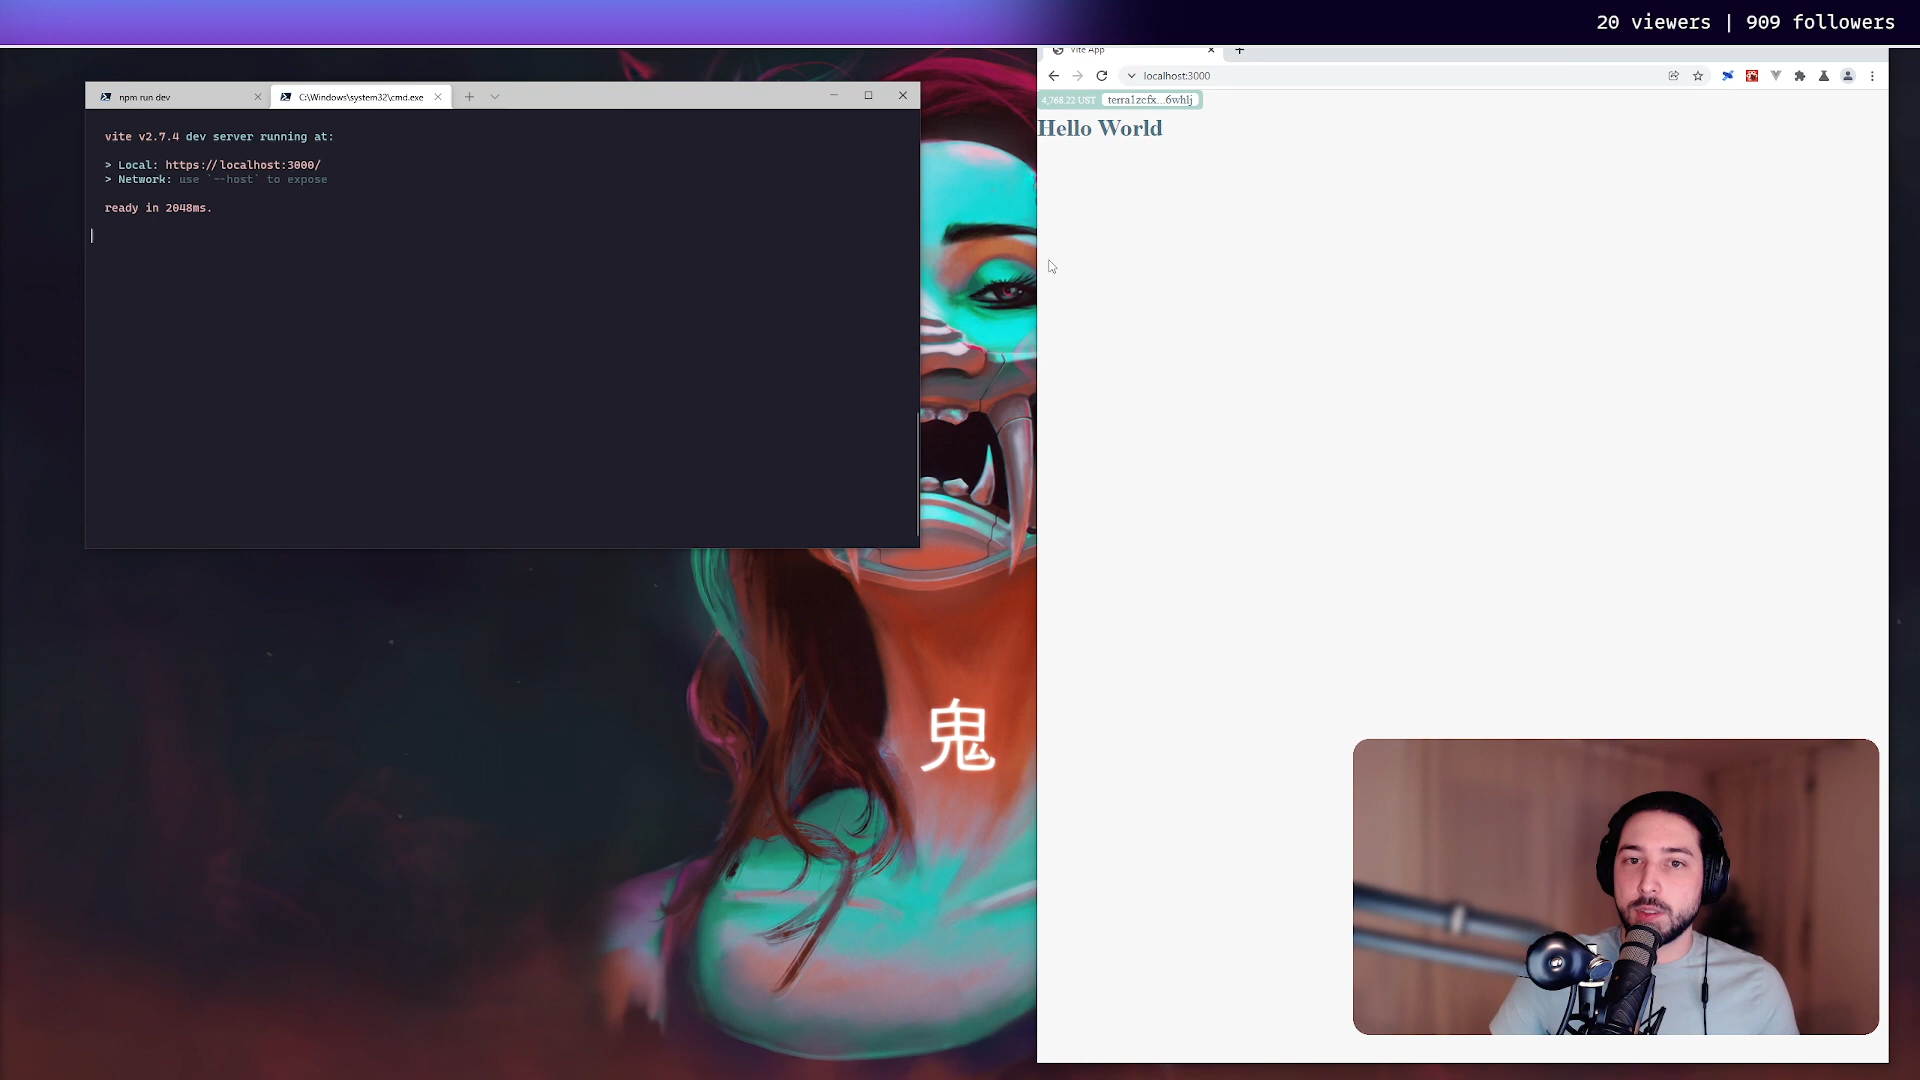 20 viewers | 909 followers
npm run dev
C:\Windows\system32\cmd.exe
vite v2.7.4 dev server running at:
> Local: https://localhost:3000/
> Network: use `--host` to expose
ready in 2048ms.
Vite App
localhost:3000
4,768.22 UST terra1zcfx...6whlj
Hello World
鬼